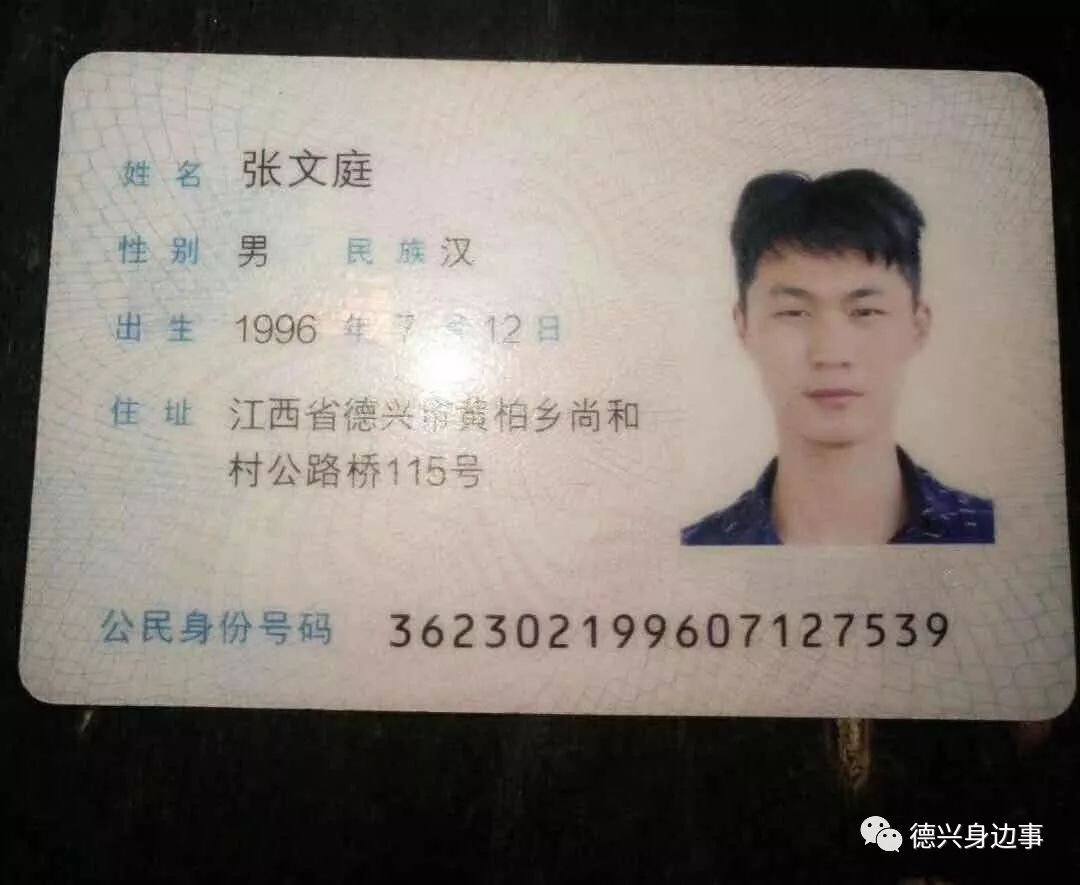 姓名 张文庭
性别 男 民族 汉
出生 1996 年 7 月 12 日
住址 江西省德兴市黄柏乡尚和
村公路桥115号
公民身份号码 362302199607127539
德兴身边事